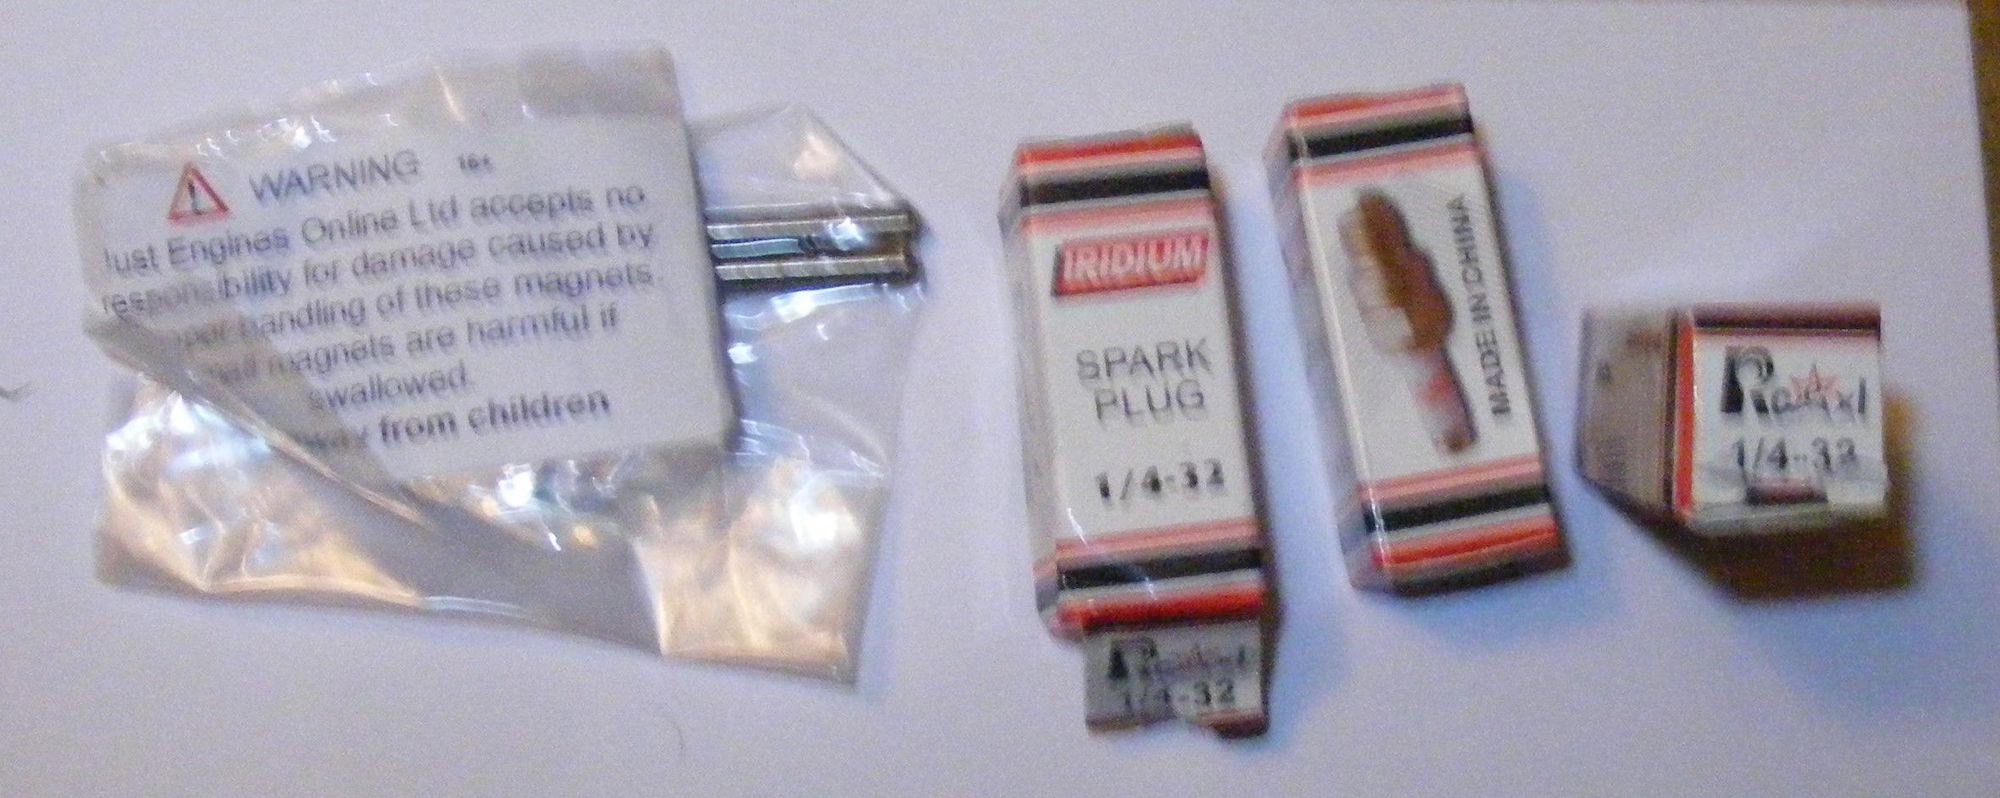 WARNING 16+
Just Engines Online Ltd accepts no
responsibility for damage caused by
handling of these magnets.
magnets are harmful if
swallowed.
from children
IRIDIUM
SPARK
PLUG
1/4-32
1/4-32
MADE IN CHINA
1/4-32